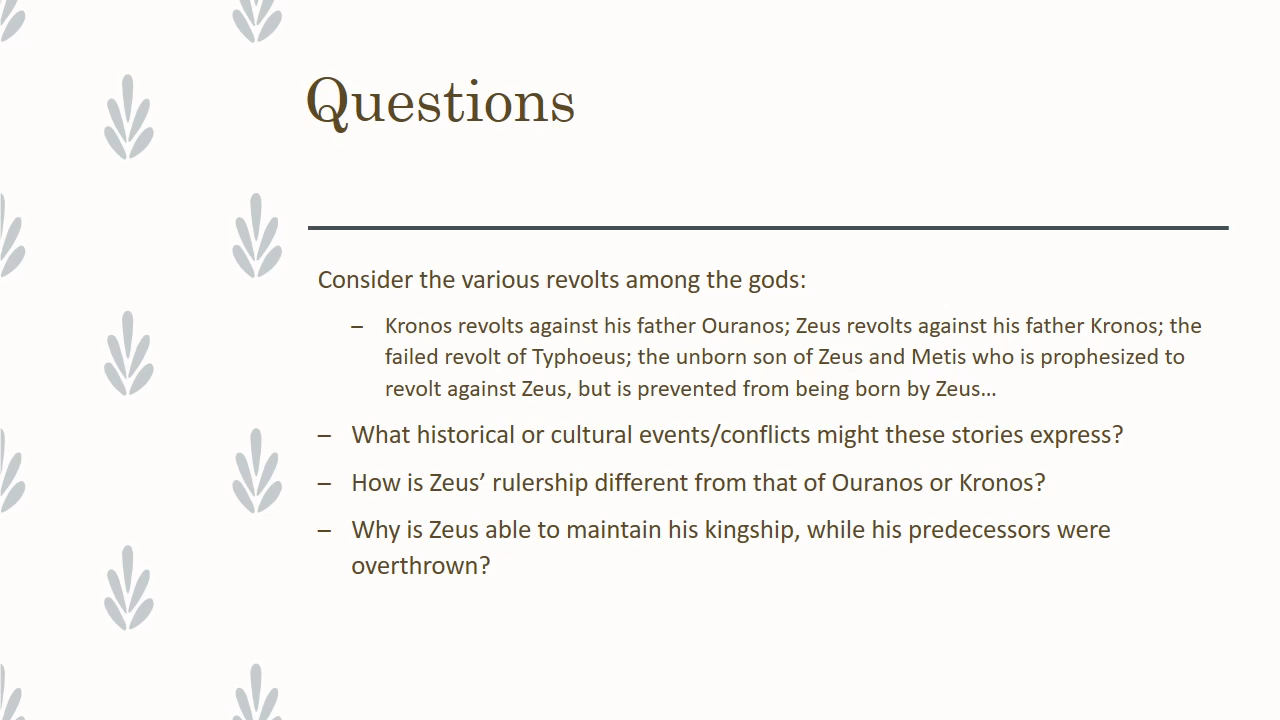 Questions
Consider the various revolts among the gods:
– Kronos revolts against his father Ouranos; Zeus revolts against his father Kronos; the
failed revolt of Typhoeus; the unborn son of Zeus and Metis who is prophesized to
revolt against Zeus, but is prevented from being born by Zeus…
– What historical or cultural events/conflicts might these stories express?
– How is Zeus’ rulership different from that of Ouranos or Kronos?
– Why is Zeus able to maintain his kingship, while his predecessors were
overthrown?